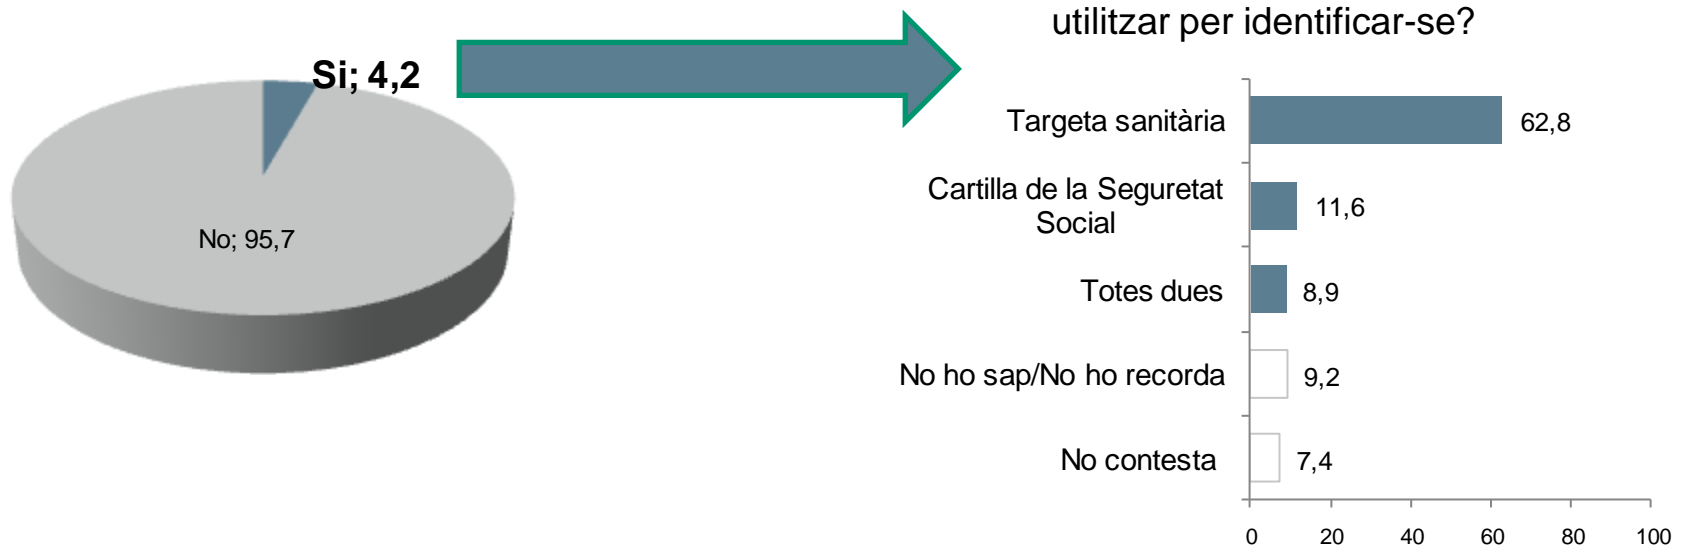 utilitzar per identificar-se?
Si; 4,2
No; 95,7
Targeta sanitària
62,8
Cartilla de la Seguretat
Social
11,6
Totes dues
8,9
No ho sap/No ho recorda
9,2
No contesta
7,4
0 20 40 60 80 100